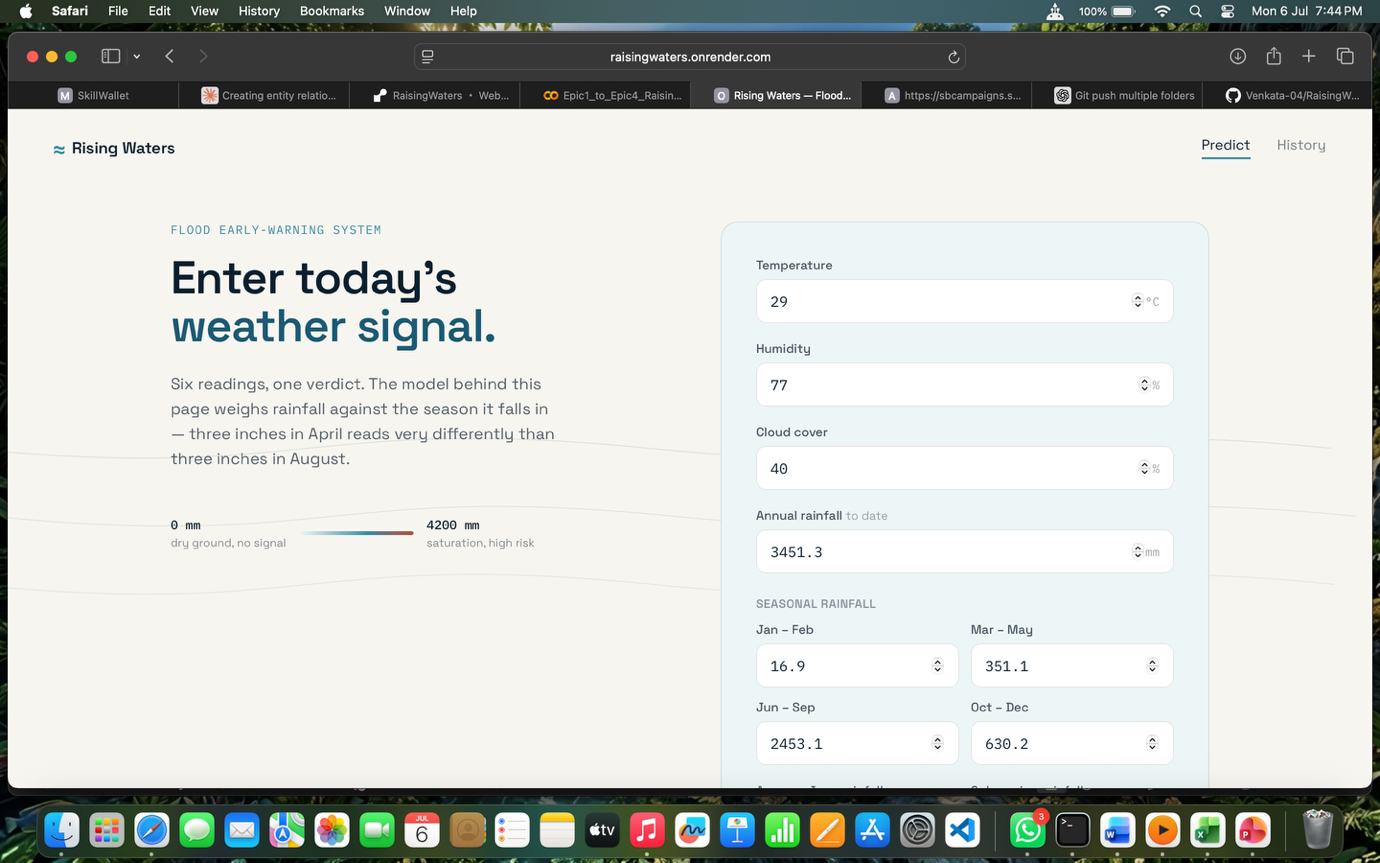 Safari File Edit View History Bookmarks Window Help 100% Mon 6 Jul 7:44 PM
raisingwaters.onrender.com
M SkillWallet Creating entity relatio... RaisingWaters • Web... Epic1_to_Epic4_Raisin... O Rising Waters — Flood... A https://sbcampaigns.s... Git push multiple folders Venkata-04/RaisingW...
≈ Rising Waters
Predict History
FLOOD EARLY-WARNING SYSTEM
Enter today's
weather signal.
Six readings, one verdict. The model behind this
page weighs rainfall against the season it falls in
— three inches in April reads very differently than
three inches in August.
0 mm
dry ground, no signal
4200 mm
saturation, high risk
Temperature
29 °C
Humidity
77 %
Cloud cover
40 %
Annual rainfall to date
3451.3 mm
SEASONAL RAINFALL
Jan – Feb Mar – May
16.9 351.1
Jun – Sep Oct – Dec
2453.1 630.2
JUL
6
tv
3